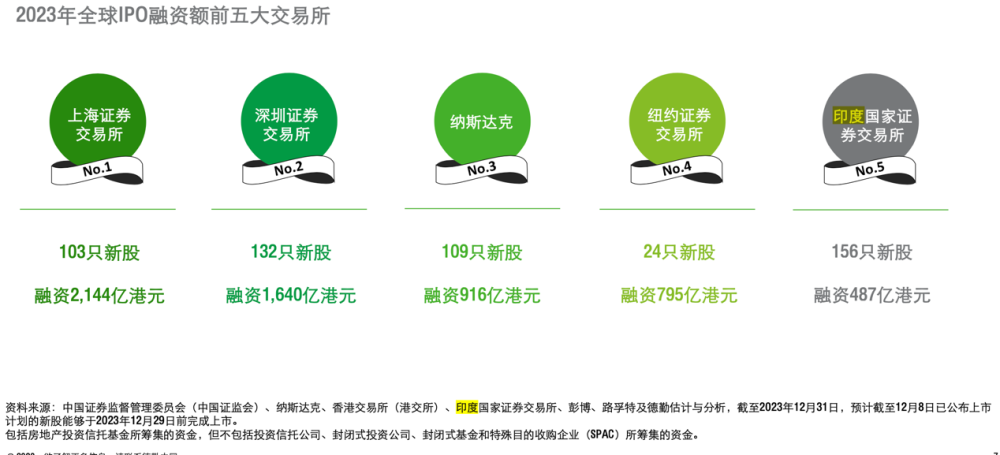 2023年全球IPO融资额前五大交易所
上海证券
交易所
No.1
103只新股
融资2,144亿港元
深圳证券
交易所
No.2
132只新股
融资1,640亿港元
纳斯达克
No.3
109只新股
融资916亿港元
纽约证券
交易所
No.4
24只新股
融资795亿港元
印度国家证
券交易所
No.5
156只新股
融资487亿港元
资料来源：中国证券监督管理委员会（中国证监会）、纳斯达克、香港交易所（港交所）、印度国家证券交易所、彭博、路孚特及德勤估计与分析，截至2023年12月31日，预计截至12月8日已公布上市
计划的新股能够于2023年12月29日前完成上市。
包括房地产投资信托基金所筹集的资金，但不包括投资信托公司、封闭式投资公司、封闭式基金和特殊目的收购企业（SPAC）所筹集的资金。